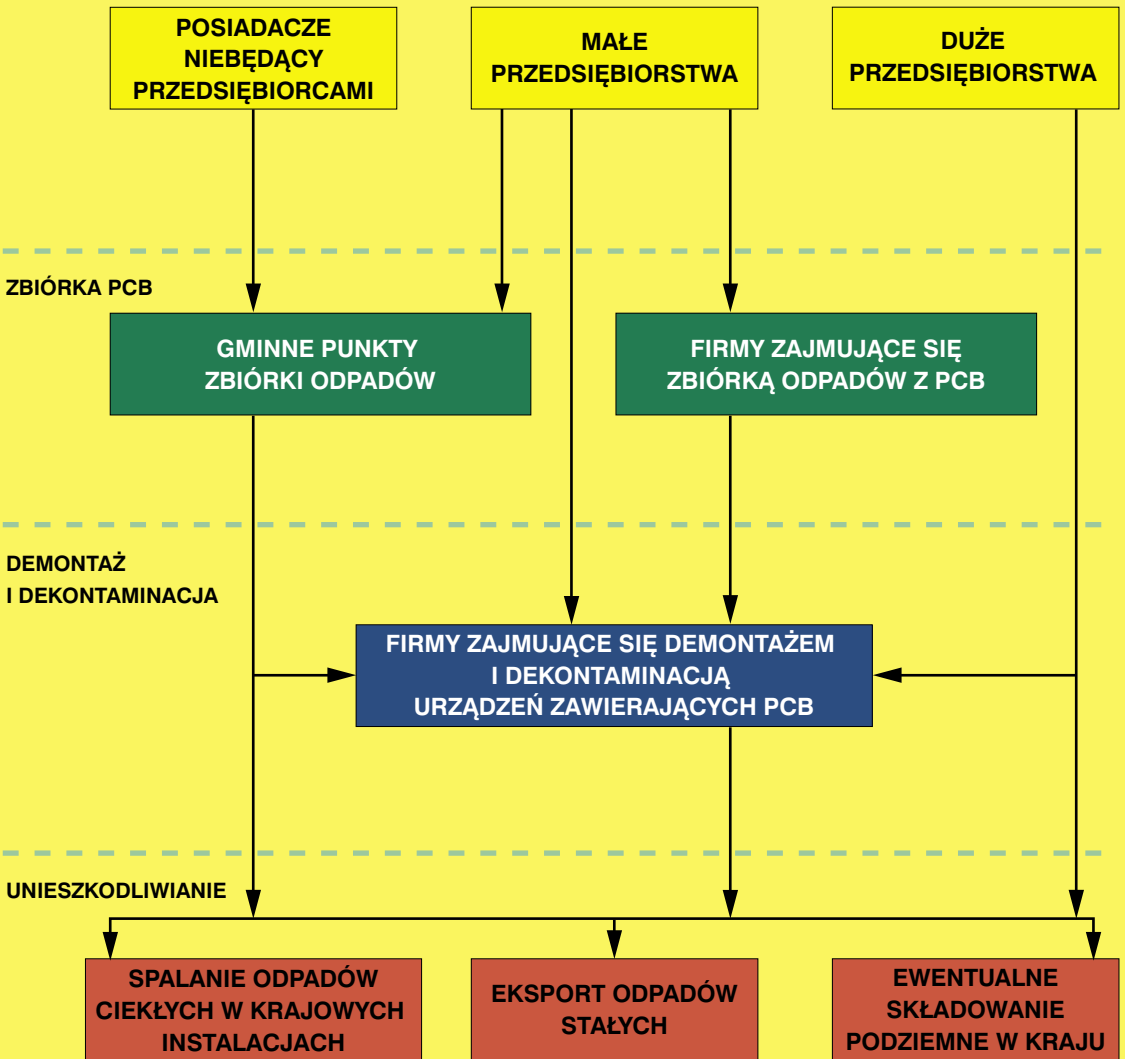 POSIADACZE
NIEBĘDĄCY
PRZEDSIĘBIORCAMI
MAŁE
PRZEDSIĘBIORSTWA
DUŻE
PRZEDSIĘBIORSTWA
ZBIÓRKA PCB
GMINNE PUNKTY
ZBIÓRKI ODPADÓW
FIRMY ZAJMUJĄCE SIĘ
ZBIÓRKĄ ODPADÓW Z PCB
DEMONTAŻ
I DEKONTAMINACJA
FIRMY ZAJMUJĄCE SIĘ DEMONTAŻEM
I DEKONTAMINACJĄ
URZĄDZEŃ ZAWIERAJĄCYCH PCB
UNIESZKODLIWIANIE
SPALANIE ODPADÓW
CIEKŁYCH W KRAJOWYCH
INSTALACJACH
EKSPORT ODPADÓW
STAŁYCH
EWENTUALNE
SKŁADOWANIE
PODZIEMNE W KRAJU